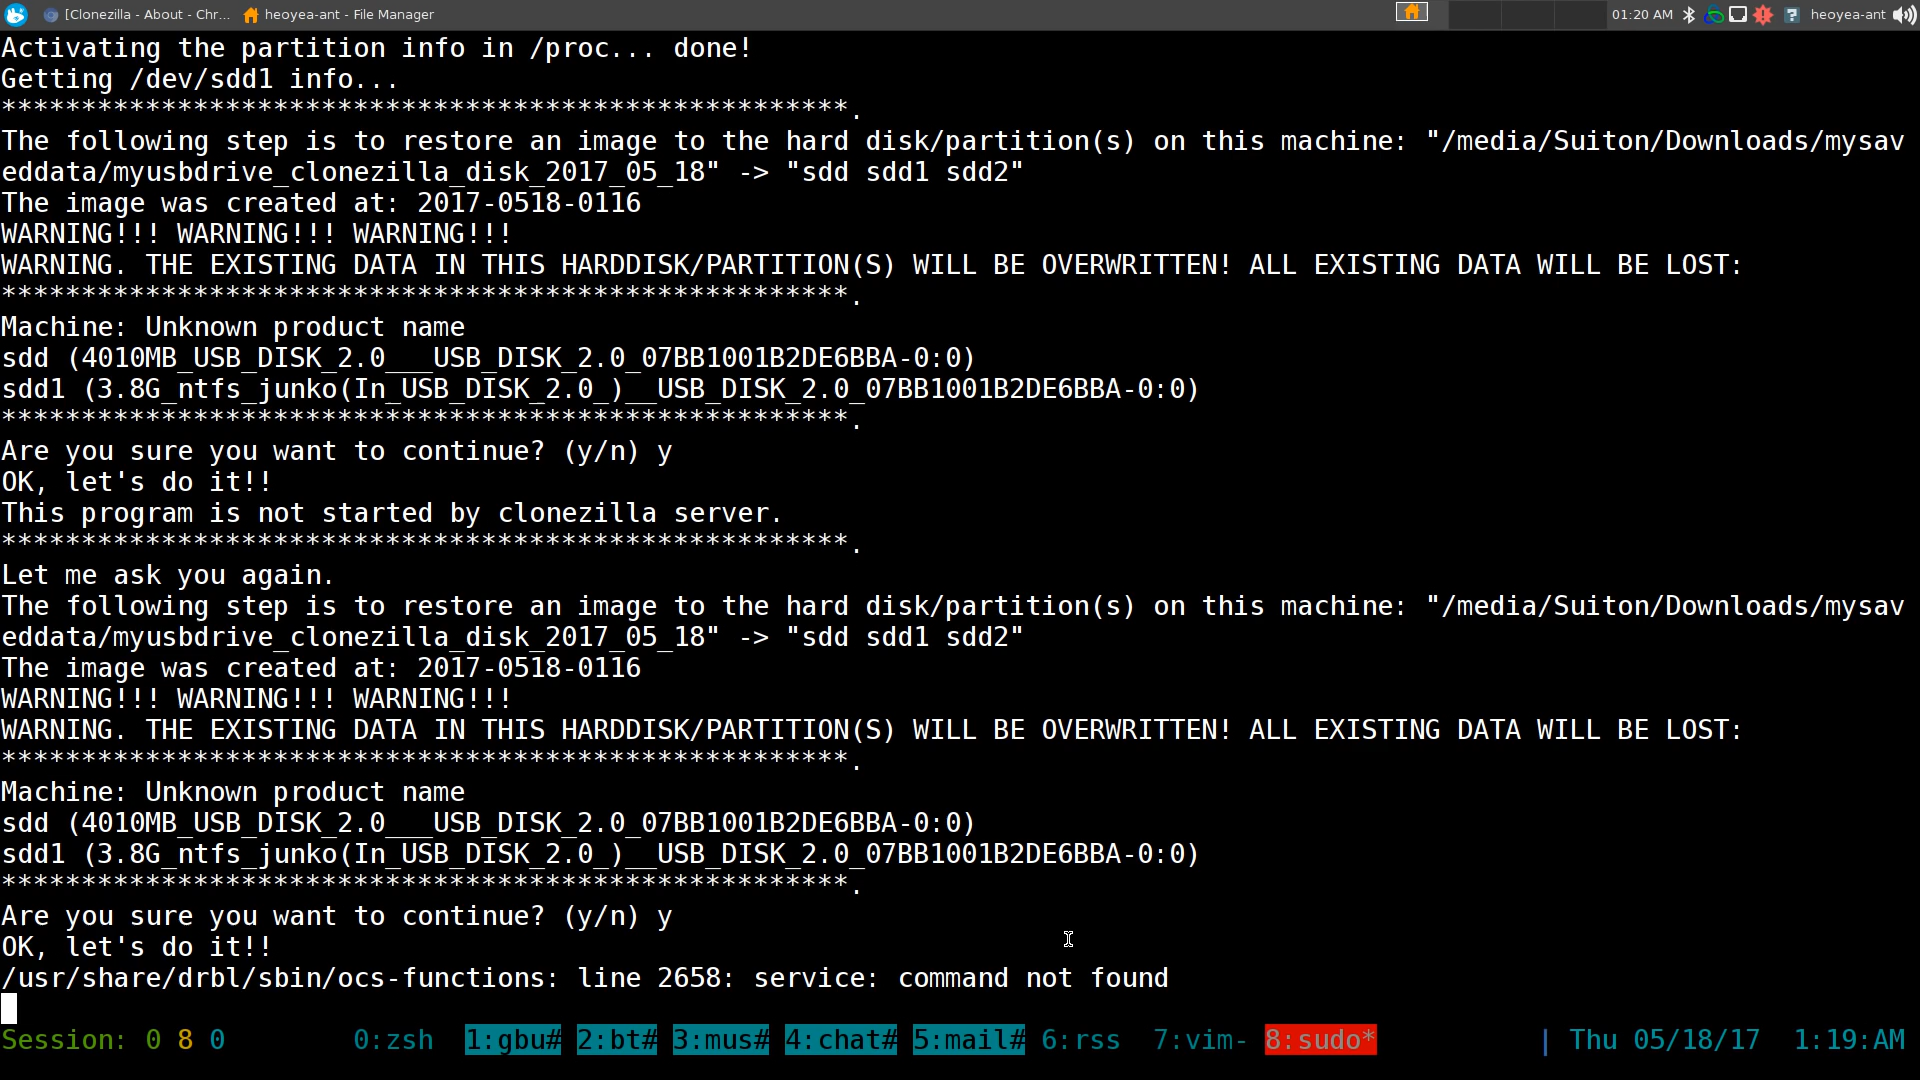 [Clonezilla - About - Chr... heoyea-ant - File Manager 01:20 AM heoyea-ant
Activating the partition info in /proc... done!
Getting /dev/sdd1 info...
*****************************************************.
The following step is to restore an image to the hard disk/partition(s) on this machine: "/media/Suiton/Downloads/mysav
eddata/myusbdrive_clonezilla_disk_2017_05_18" -> "sdd sdd1 sdd2"
The image was created at: 2017-0518-0116
WARNING!!! WARNING!!! WARNING!!!
WARNING. THE EXISTING DATA IN THIS HARDDISK/PARTITION(S) WILL BE OVERWRITTEN! ALL EXISTING DATA WILL BE LOST:
*****************************************************.
Machine: Unknown product name
sdd (4010MB_USB_DISK_2.0___USB_DISK_2.0_07BB1001B2DE6BBA-0:0)
sdd1 (3.8G_ntfs_junko(In_USB_DISK_2.0_)__USB_DISK_2.0_07BB1001B2DE6BBA-0:0)
*****************************************************.
Are you sure you want to continue? (y/n) y
OK, let's do it!!
This program is not started by clonezilla server.
*****************************************************.
Let me ask you again.
The following step is to restore an image to the hard disk/partition(s) on this machine: "/media/Suiton/Downloads/mysav
eddata/myusbdrive_clonezilla_disk_2017_05_18" -> "sdd sdd1 sdd2"
The image was created at: 2017-0518-0116
WARNING!!! WARNING!!! WARNING!!!
WARNING. THE EXISTING DATA IN THIS HARDDISK/PARTITION(S) WILL BE OVERWRITTEN! ALL EXISTING DATA WILL BE LOST:
*****************************************************.
Machine: Unknown product name
sdd (4010MB_USB_DISK_2.0___USB_DISK_2.0_07BB1001B2DE6BBA-0:0)
sdd1 (3.8G_ntfs_junko(In_USB_DISK_2.0_)__USB_DISK_2.0_07BB1001B2DE6BBA-0:0)
*****************************************************.
Are you sure you want to continue? (y/n) y
OK, let's do it!!
/usr/share/drbl/sbin/ocs-functions: line 2658: service: command not found
Session: 0 8 0 0:zsh 1:gbu# 2:bt# 3:mus# 4:chat# 5:mail# 6:rss 7:vim- 8:sudo* | Thu 05/18/17 1:19:AM